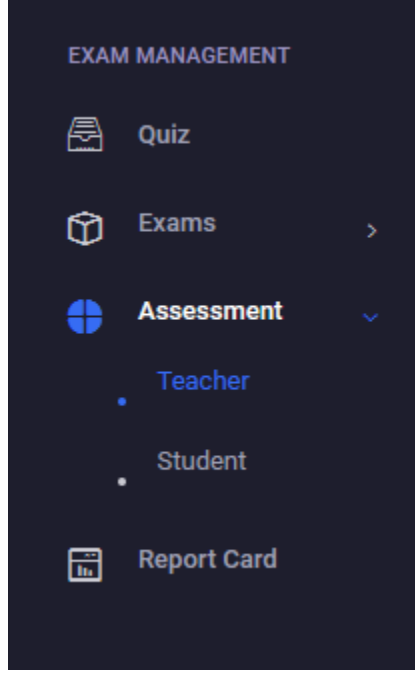 EXAM MANAGEMENT
Quiz
Exams
Assessment
Teacher
Student
Report Card